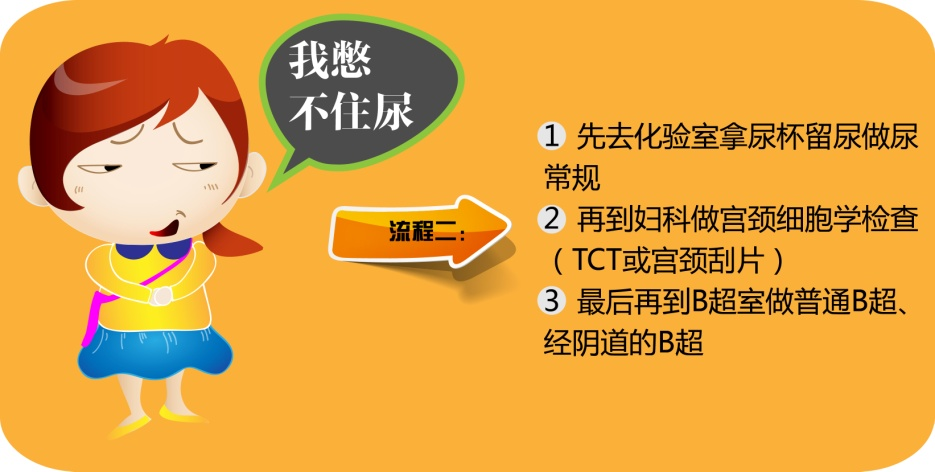 我憋
不住尿
流程二：
1 先去化验室拿尿杯留尿做尿
常规
2 再到妇科做宫颈细胞学检查
（TCT或宫颈刮片）
3 最后再到B超室做普通B超、
经阴道的B超